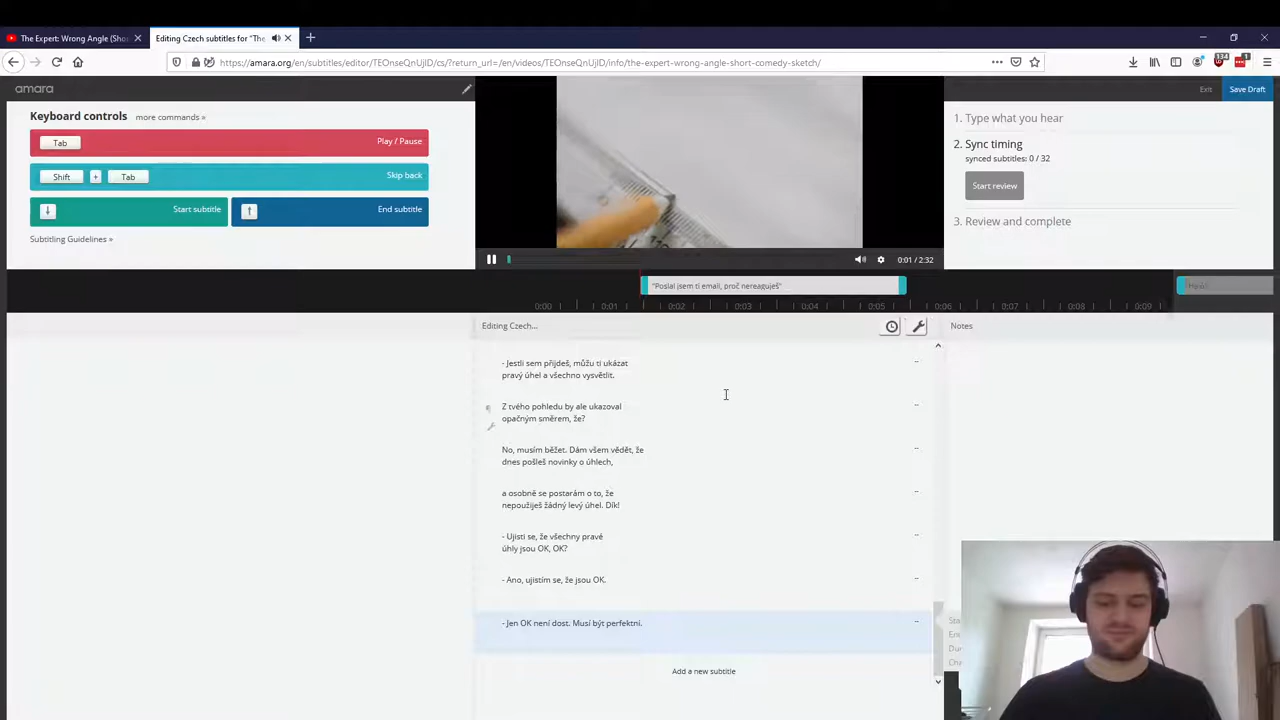 The Expert: Wrong Angle (Sho
Editing Czech subtitles for "The
https://amara.org/en/subtitles/editor/TEOnseQnUjID/cs/?return_url=/en/videos/TEOnseQnUjID/info/the-expert-wrong-angle-short-comedy-sketch/
134
1
amara
Exit
Save Draft
Keyboard controls
more commands »
Tab
Play / Pause
Shift
+
Tab
Skip back
Start subtitle
End subtitle
Subtitling Guidelines »
1. Type what you hear
2. Sync timing
synced subtitles: 0 / 32
Start review
3. Review and complete
0:01 / 2:32
"Poslal jsem ti email, proč nereaguješ"
0:00 0:01 0:02 0:03 0:04 0:05 0:06 0:07 0:08 0:09
Editing Czech...
Notes
- Jestli sem přijdeš, můžu ti ukázat
pravý úhel a všechno vysvětlit.
--
Z tvého pohledu by ale ukazoval
opačným směrem, že?
--
No, musím běžet. Dám všem vědět, že
dnes pošleš novinky o úhlech,
--
a osobně se postarám o to, že
nepoužiješ žádný levý úhel. Dík!
--
- Ujisti se, že všechny pravé
úhly jsou OK, OK?
--
- Ano, ujistím se, že jsou OK.
--
- Jen OK není dost. Musí být perfektní.
--
Add a new subtitle